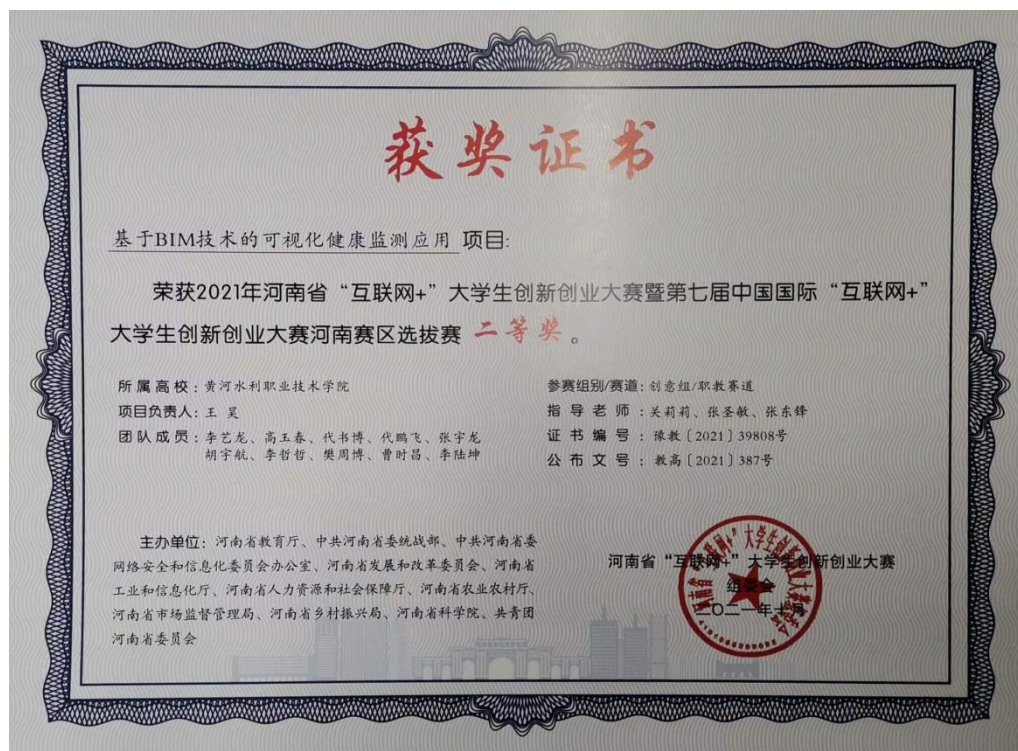 获奖证书
基于BIM技术的可视化健康监测应用 项目:
荣获2021年河南省“互联网+”大学生创新创业大赛暨第七届中国国际“互联网+”
大学生创新创业大赛河南赛区选拔赛 二等奖。
所属高校：黄河水利职业技术学院
项目负责人：王昊
团队成员：李艺龙、高玉春、代书博、代鹏飞、张宇龙
胡宇航、李哲哲、樊周博、曹时昌、李陆坤
参赛组别/赛道：创意组/职教赛道
指导老师：关莉莉、张圣敏、张东锋
证书编号：豫教〔2021〕39808号
公布文号：教高〔2021〕387号
主办单位：河南省教育厅、中共河南省委统战部、中共河南省委
网络安全和信息化委员会办公室、河南省发展和改革委员会、河南省
工业和信息化厅、河南省人力资源和社会保障厅、河南省农业农村厅、
河南省市场监督管理局、河南省乡村振兴局、河南省科学院、共青团
河南省委员会
河南省“互联网+”大学生创新创业大赛
组委会
二〇二一年十月